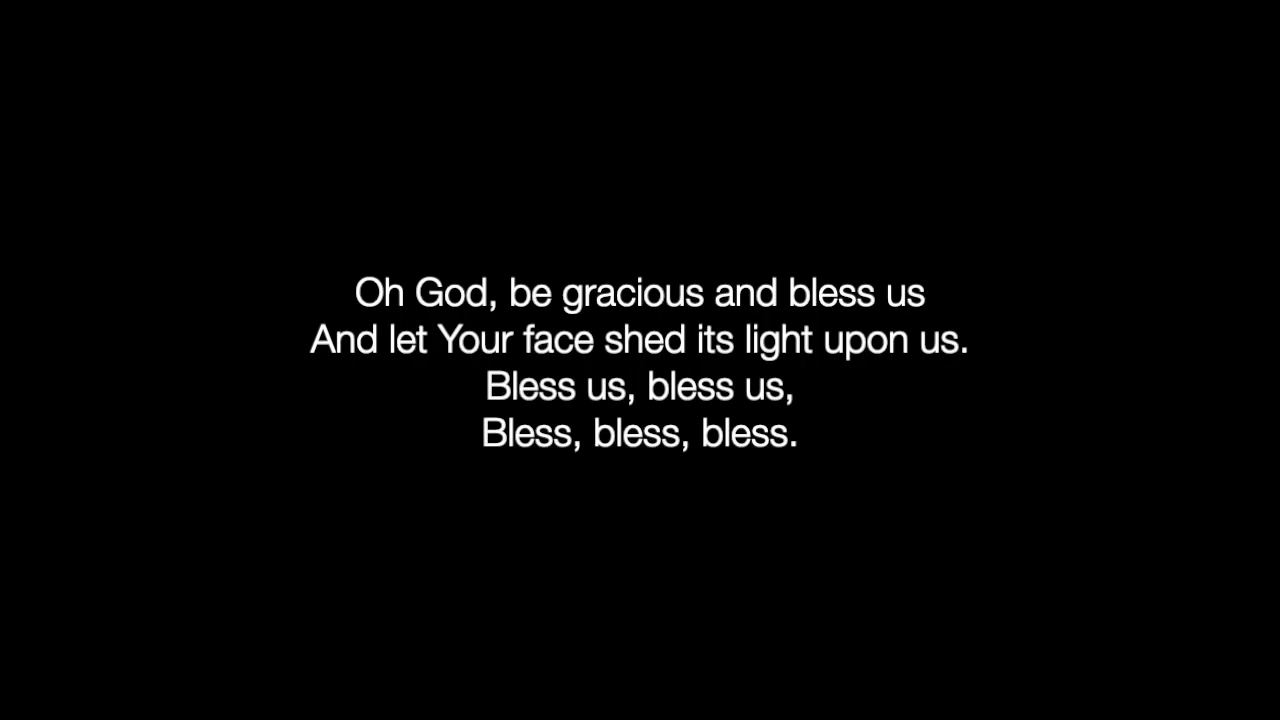 Oh God, be gracious and bless us
And let Your face shed its light upon us.
Bless us, bless us,
Bless, bless, bless.